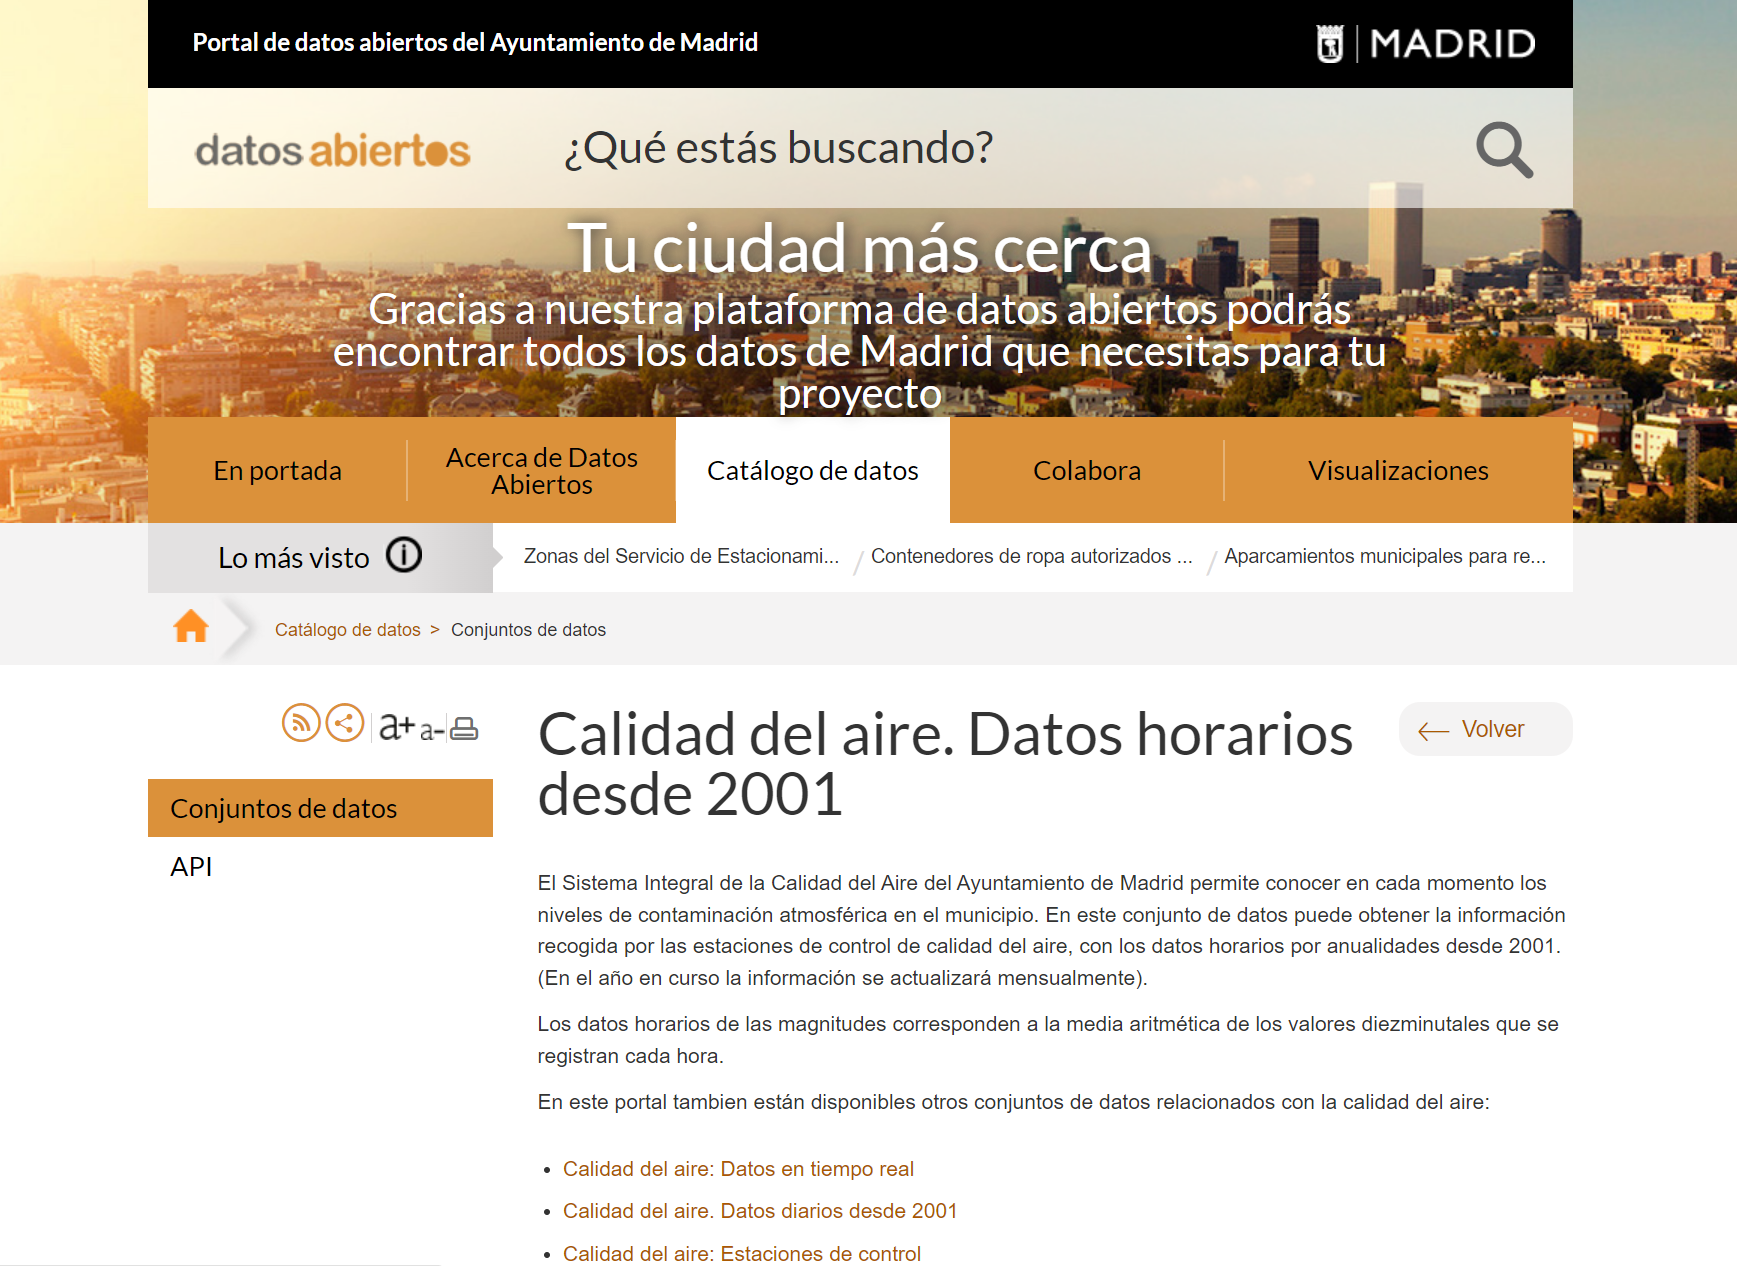 Portal de datos abiertos del Ayuntamiento de Madrid
MADRID
datos abiertos
¿Qué estás buscando?
Tu ciudad más cerca
Gracias a nuestra plataforma de datos abiertos podrás
encontrar todos los datos de Madrid que necesitas para tu
proyecto
En portada
Acerca de Datos
Abiertos
Catálogo de datos
Colabora
Visualizaciones
Lo más visto
Zonas del Servicio de Estacionami...
Contenedores de ropa autorizados ...
Aparcamientos municipales para re...
Catálogo de datos > Conjuntos de datos
a+ a-
Calidad del aire. Datos horarios
desde 2001
Volver
Conjuntos de datos
API
El Sistema Integral de la Calidad del Aire del Ayuntamiento de Madrid permite conocer en cada momento los
niveles de contaminación atmosférica en el municipio. En este conjunto de datos puede obtener la información
recogida por las estaciones de control de calidad del aire, con los datos horarios por anualidades desde 2001.
(En el año en curso la información se actualizará mensualmente).
Los datos horarios de las magnitudes corresponden a la media aritmética de los valores diezminutales que se
registran cada hora.
En este portal tambien están disponibles otros conjuntos de datos relacionados con la calidad del aire:
• Calidad del aire: Datos en tiempo real
• Calidad del aire. Datos diarios desde 2001
• Calidad del aire: Estaciones de control